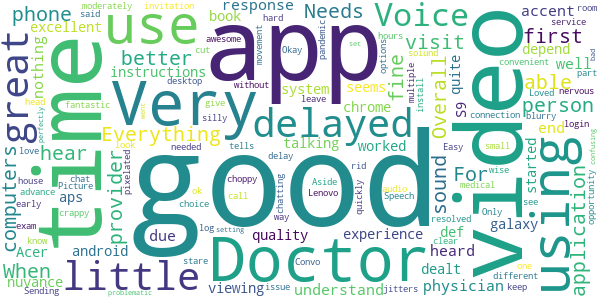 phone
use
app
response
Needs
Voice
accent
Invitation
room
moderately
hard
said
excellent
awesome
movement
Okay
pandemic
sec
hours
options
service
bad
part
great
nothing
book
better
instructions
cut
desktop
without
visit
first
depend
convenient
well
time
Very
delayed
fine
Overall
able
person
video
fantastic
give
system
leave
seems
multiple
install
quite
Loved
nervous
Everything
silly
chrome
S9
connection
login
head
perfectly
computers
hear
look
needed
talking
worked
sound
blurry
end
confusing
provider
tells
delay
rid
For
Easy
small
love
chat
pixelated
good
started
wise
using
application
house
Picture
advance
crappy
aps
choppy
chatting
Aside
quickly
audio
Only
medical
see
opportunity
early
ok
call
Lenovo
Speech
galaxy
one
exam
Acer
android
due
choice
way
experience
heard
def
resolved
different
know
log
setting
quality
clear
When
little
Doctor
viewing
dealt
physician
keep
nuyance
stare
Convo
issue
understand
jitters
Sending
problematic